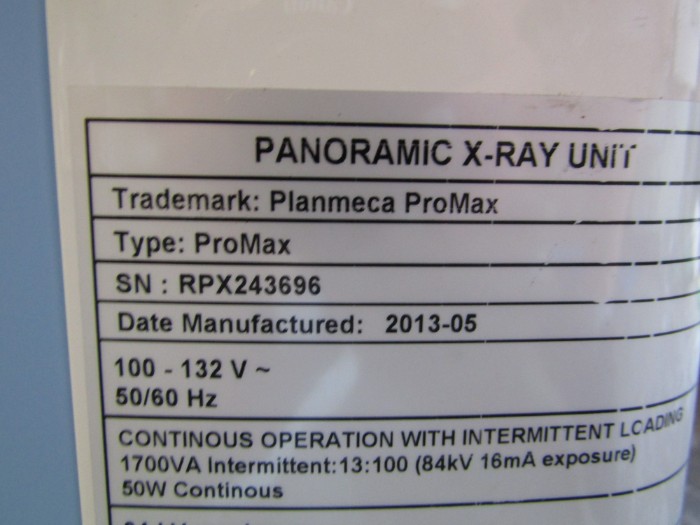 PANORAMIC X-RAY UNIT
Trademark: Planmeca ProMax
Type: ProMax
SN : RPX243696
Date Manufactured: 2013-05
100 - 132 V ~
50/60 Hz
CONTINOUS OPERATION WITH INTERMITTENT LCADING
1700VA Intermittent:13:100 (84kV 16mA exposure)
50W Continous